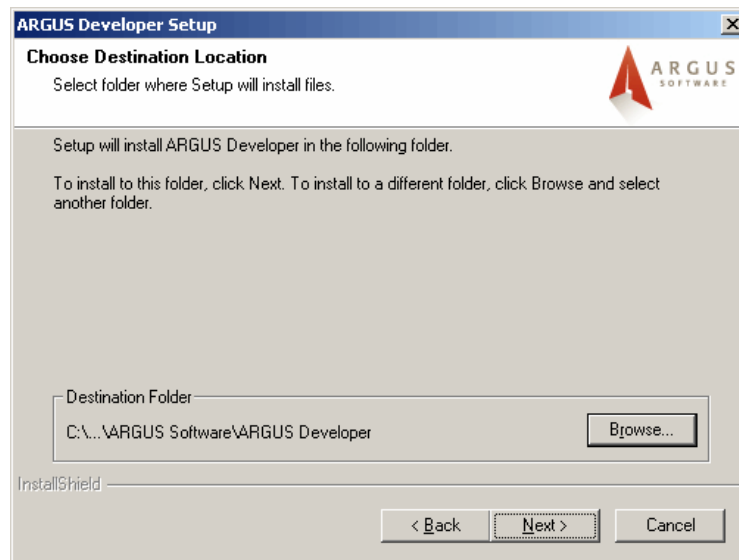 ARGUS Developer Setup
Choose Destination Location
Select folder where Setup will install files.
ARGUS
SOFTWARE
Setup will install ARGUS Developer in the following folder.
To install to this folder, click Next. To install to a different folder, click Browse and select
another folder.
Destination Folder
C:\...\ARGUS Software\ARGUS Developer
Browse...
InstallShield
< Back
Next >
Cancel